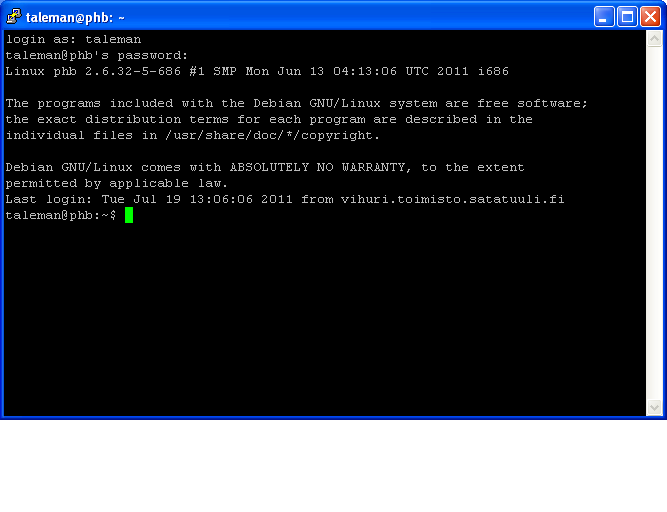 taleman@phb: ~
login as: taleman
taleman@phb's password:
Linux phb 2.6.32-5-686 #1 SMP Mon Jun 13 04:13:06 UTC 2011 i686
The programs included with the Debian GNU/Linux system are free software;
the exact distribution terms for each program are described in the
individual files in /usr/share/doc/*/copyright.
Debian GNU/Linux comes with ABSOLUTELY NO WARRANTY, to the extent
permitted by applicable law.
Last login: Tue Jul 19 13:06:06 2011 from vihuri.toimisto.satatuuli.fi
taleman@phb:~$